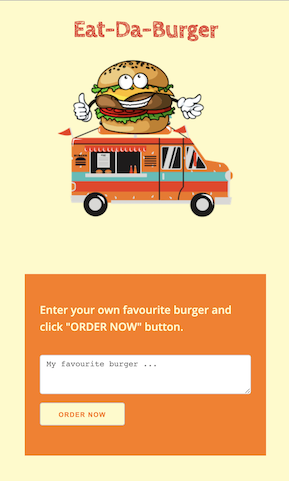 Eat-Da-Burger
Enter your own favourite burger and
click "ORDER NOW" button.
My favourite burger ...
ORDER NOW